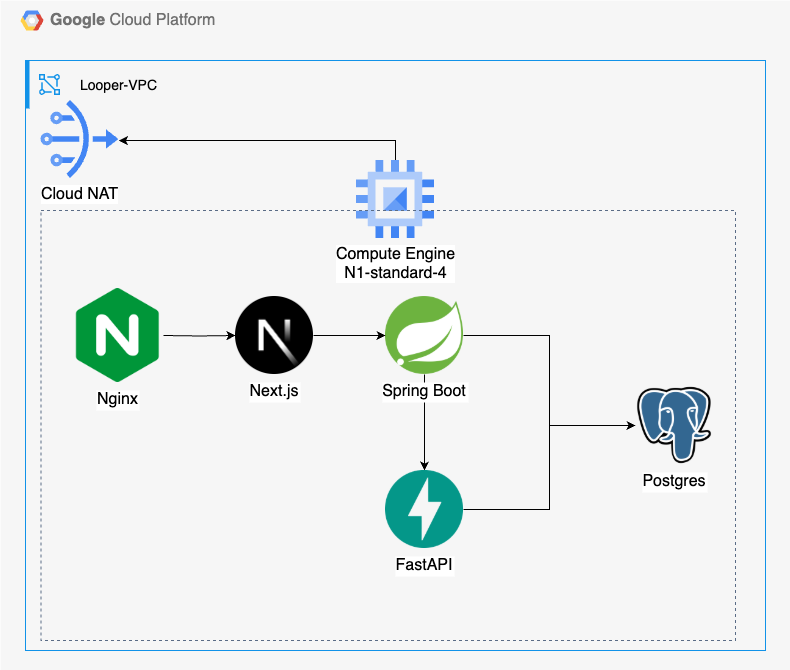 Google Cloud Platform
Looper-VPC
Cloud NAT
Compute Engine
N1-standard-4
N
Nginx
N
Next.js
Spring Boot
Postgres
FastAPI